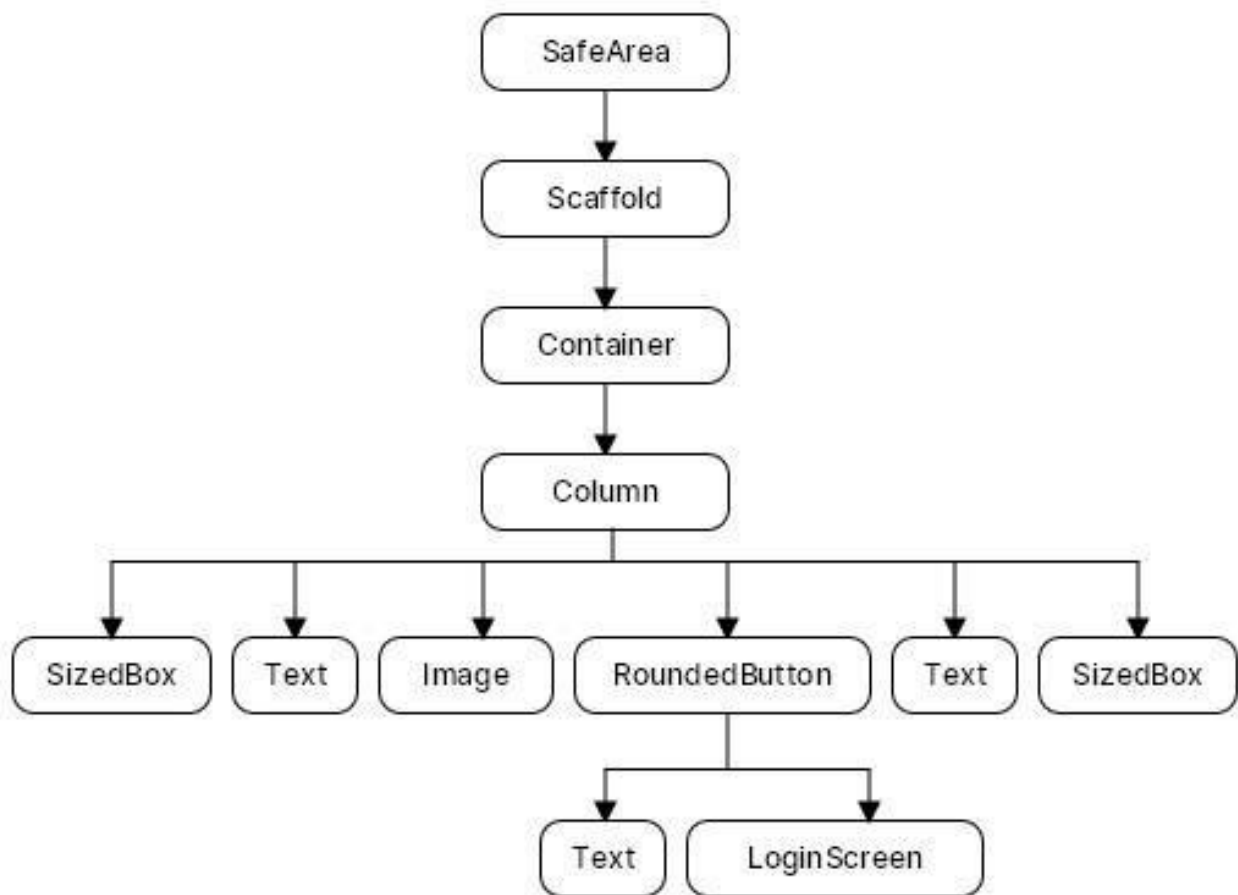 SafeArea
Scaffold
Container
Column
SizedBox
Text
Image
RoundedButton
Text
SizedBox
Text
LoginScreen